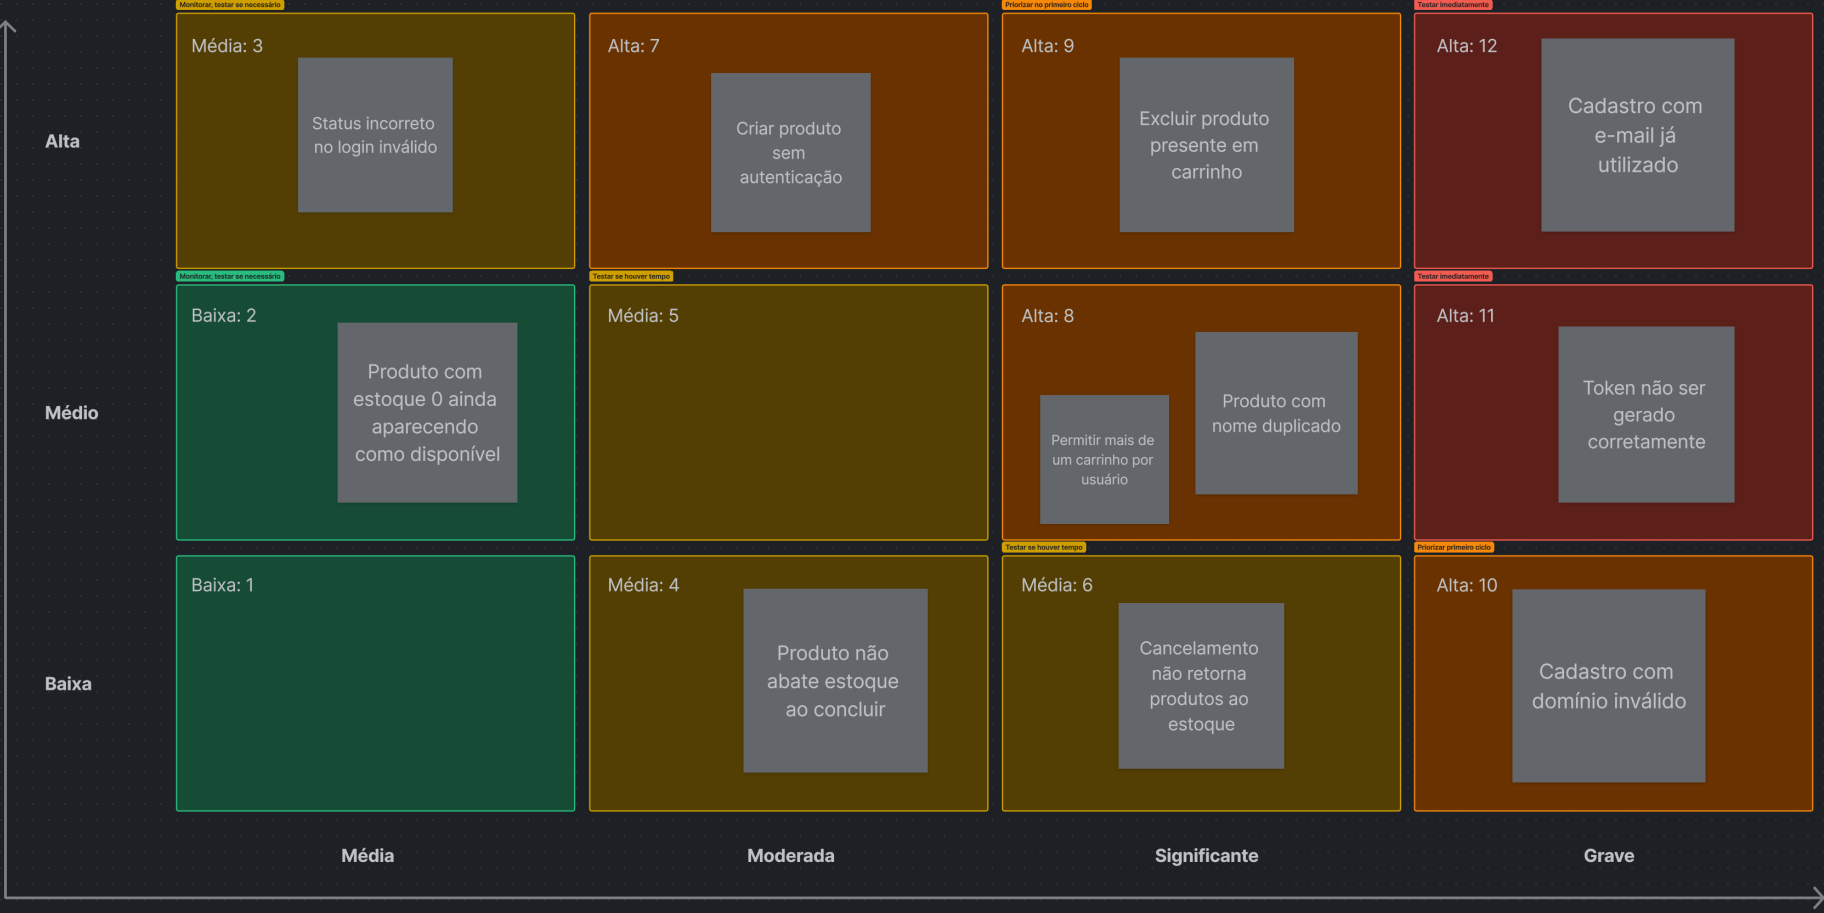 Monitorar, testar se necessário
Priorizar no primeiro ciclo
Testar imediatamente
Média: 3
Status incorreto
no login inválido
Alta: 7
Criar produto
sem
autenticação
Alta: 9
Excluir produto
presente em
carrinho
Alta: 12
Cadastro com
e-mail já
utilizado
Alta
Monitorar, testar se necessário
Testar se houver tempo
Testar imediatamente
Baixa: 2
Produto com
estoque 0 ainda
aparecendo
como disponível
Média: 5
Alta: 8
Permitir mais de
um carrinho por
usuário
Produto com
nome duplicado
Alta: 11
Token não ser
gerado
corretamente
Médio
Testar se houver tempo
Priorizar primeiro ciclo
Baixa: 1
Média: 4
Produto não
abate estoque
ao concluir
Média: 6
Cancelamento
não retorna
produtos ao
estoque
Alta: 10
Cadastro com
domínio inválido
Baixa
Média
Moderada
Significante
Grave